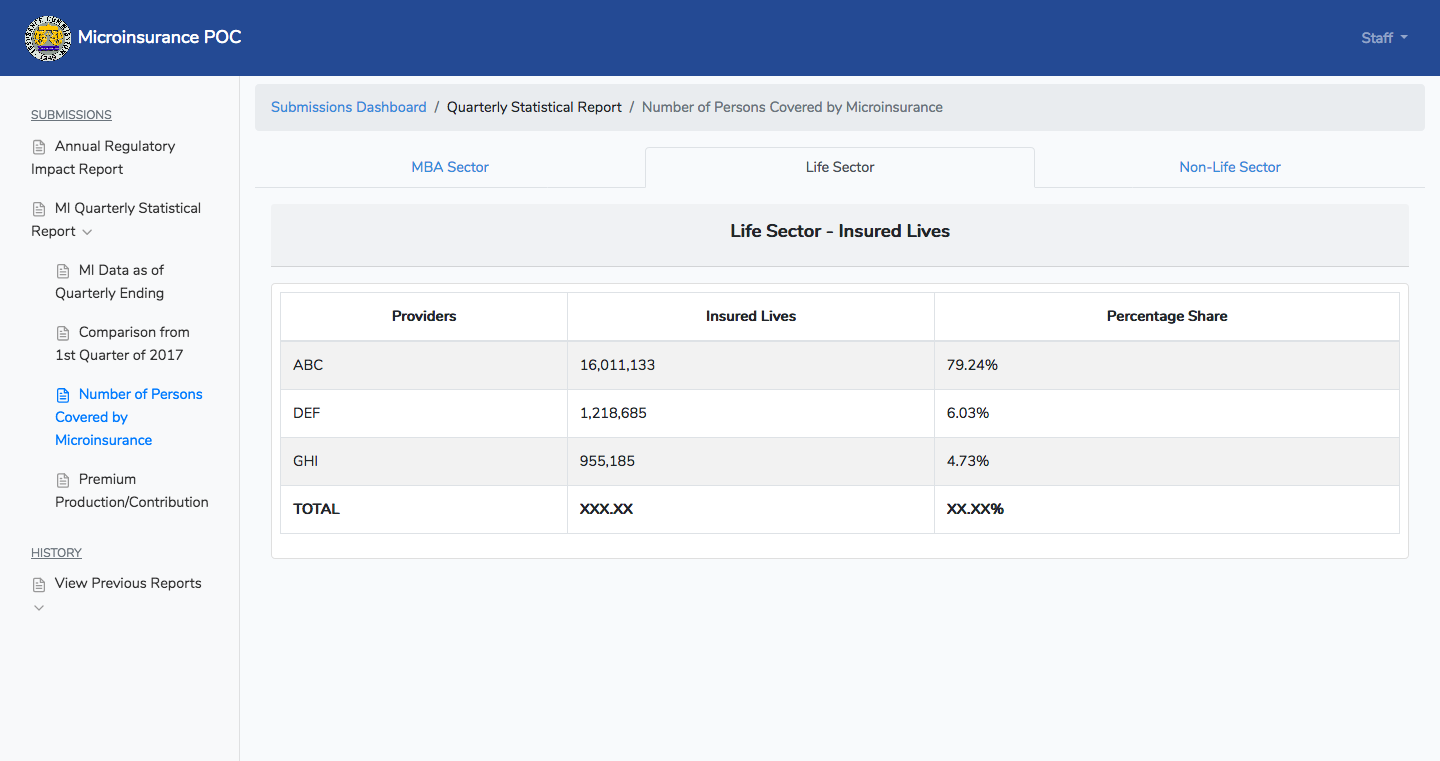 Microinsurance POC
Staff
SUBMISSIONS
Annual Regulatory
Impact Report
MI Quarterly Statistical
Report
MI Data as of
Quarterly Ending
Comparison from
1st Quarter of 2017
Number of Persons
Covered by
Microinsurance
Premium
Production/Contribution
HISTORY
View Previous Reports
Submissions Dashboard / Quarterly Statistical Report / Number of Persons Covered by Microinsurance
MBA Sector Life Sector Non-Life Sector
Life Sector - Insured Lives
Providers Insured Lives Percentage Share
ABC 16,011,133 79.24%
DEF 1,218,685 6.03%
GHI 955,185 4.73%
TOTAL XXX.XX XX.XX%